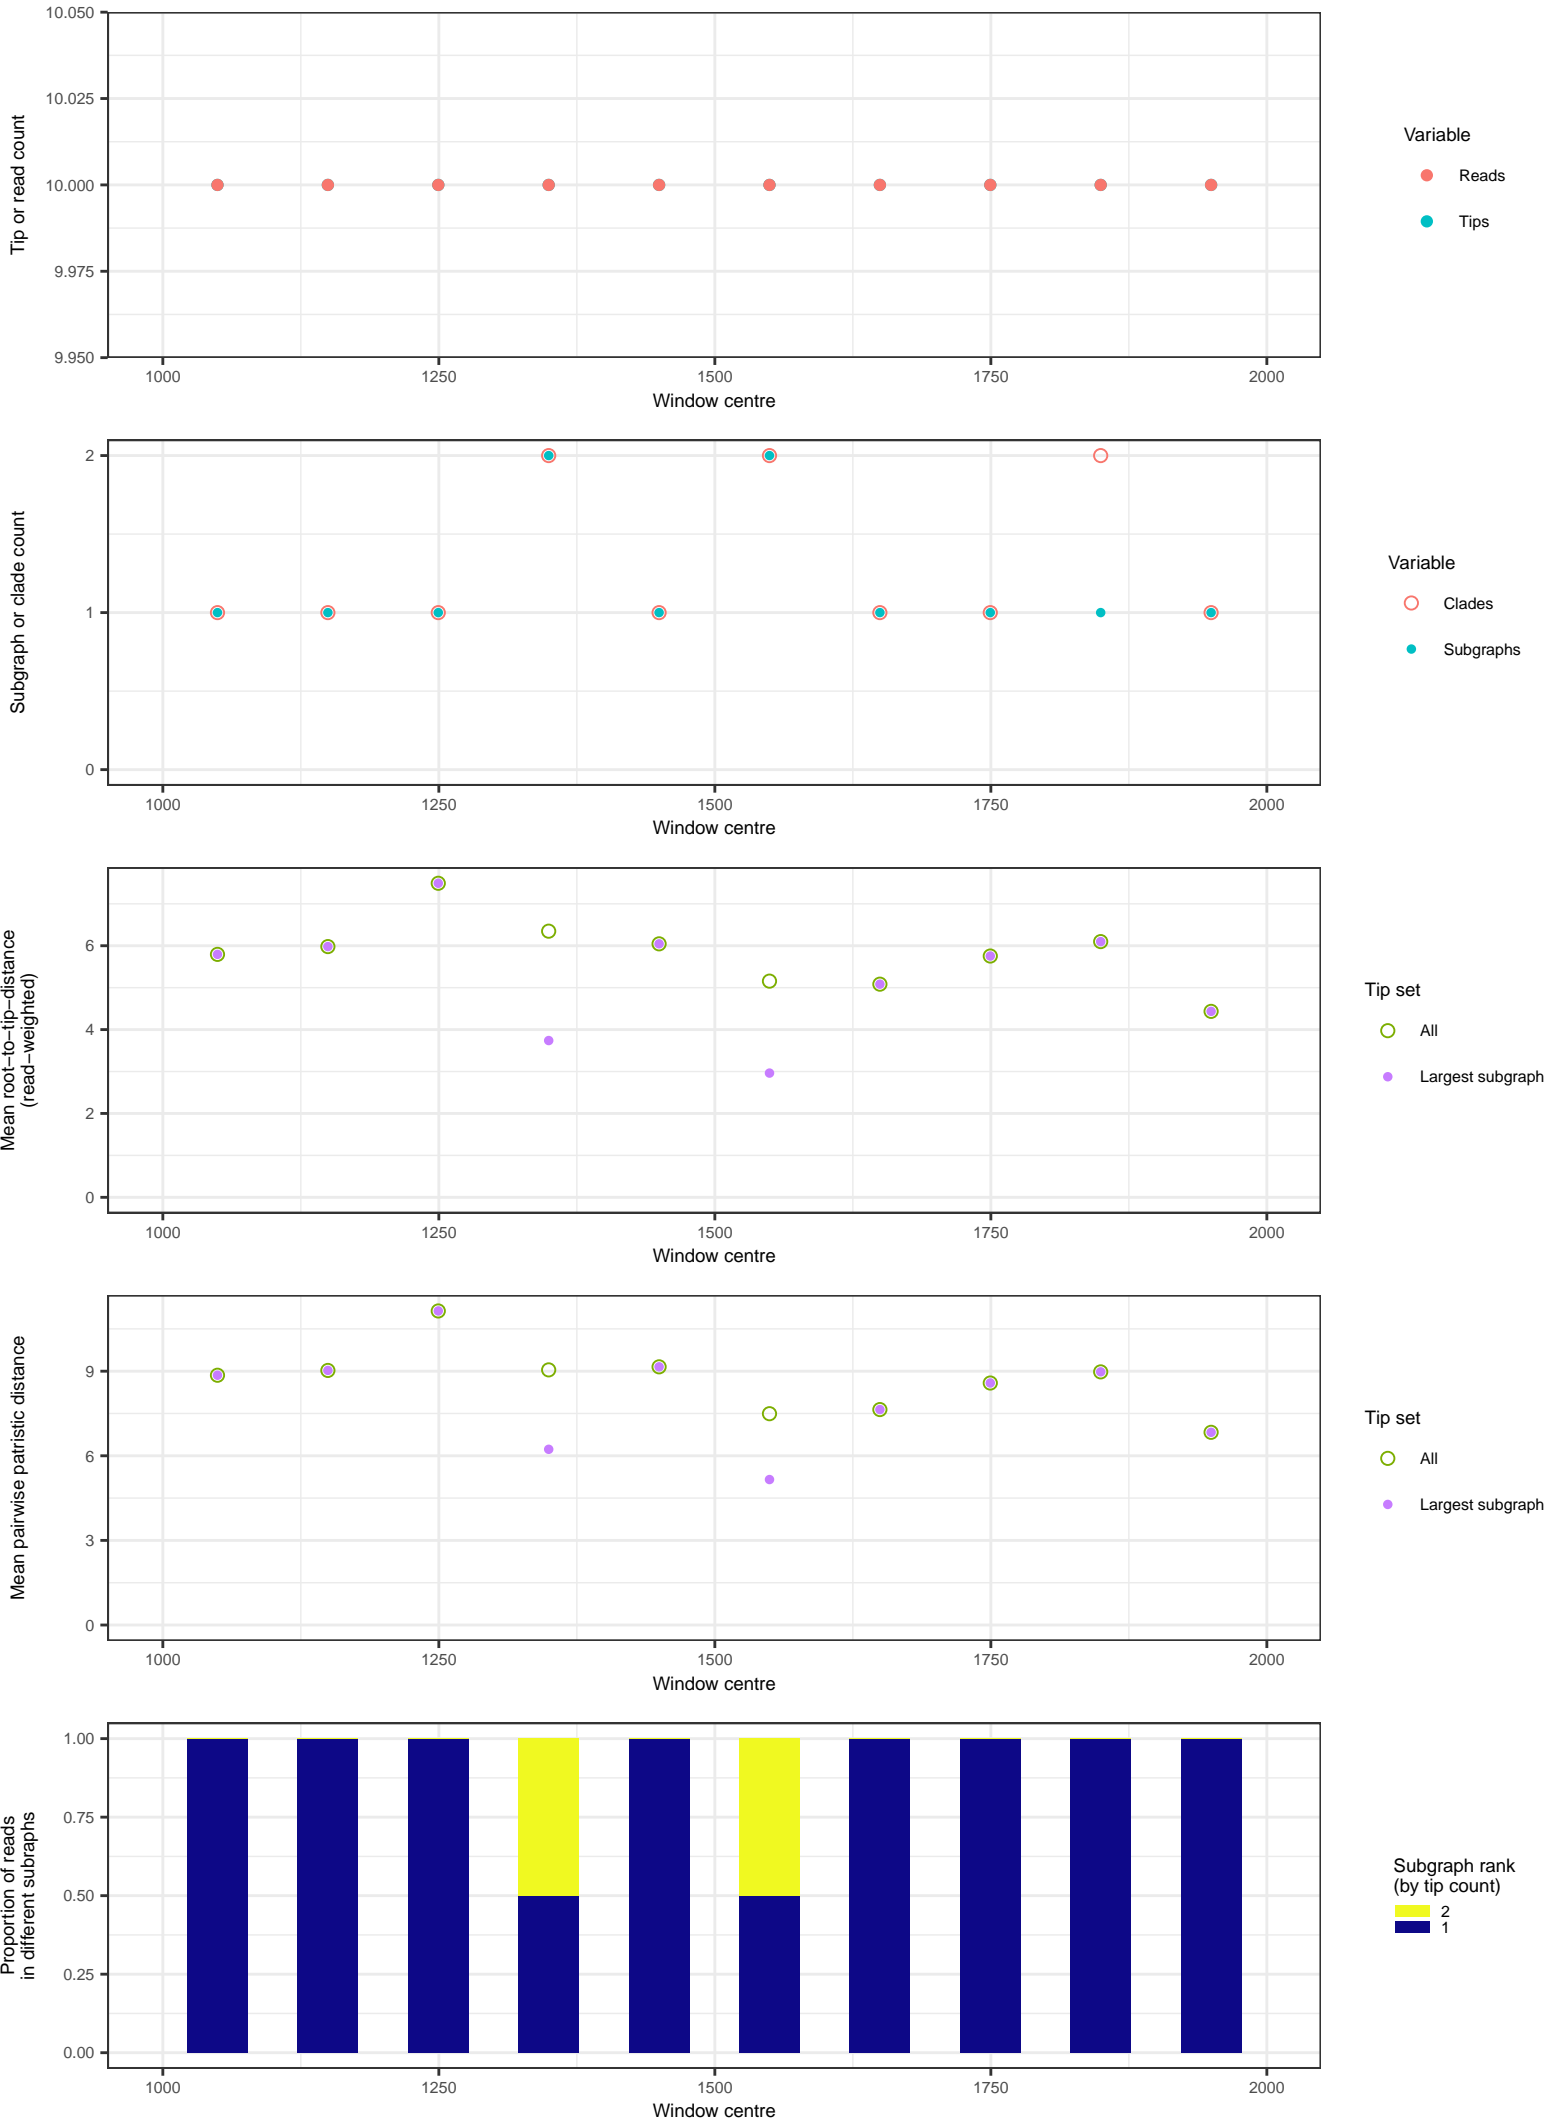 10.050
10.025
10.000
9.975
9.950
Tip or read count
1000
1250
1500
1750
2000
Window centre
Variable
Reads
Tips
2
1
0
Subgraph or clade count
1000
1250
1500
1750
2000
Window centre
Variable
Clades
Subgraphs
6
4
2
0
Mean root−to−tip−distance
(read−weighted)
1000
1250
1500
1750
2000
Window centre
Tip set
All
Largest subgraph
9
6
3
0
Mean pairwise patristic distance
1000
1250
1500
1750
2000
Window centre
Tip set
All
Largest subgraph
1.00
0.75
0.50
0.25
0.00
Proportion of reads
in different subraphs
1000
1250
1500
1750
2000
Window centre
Subgraph rank
(by tip count)
2
1